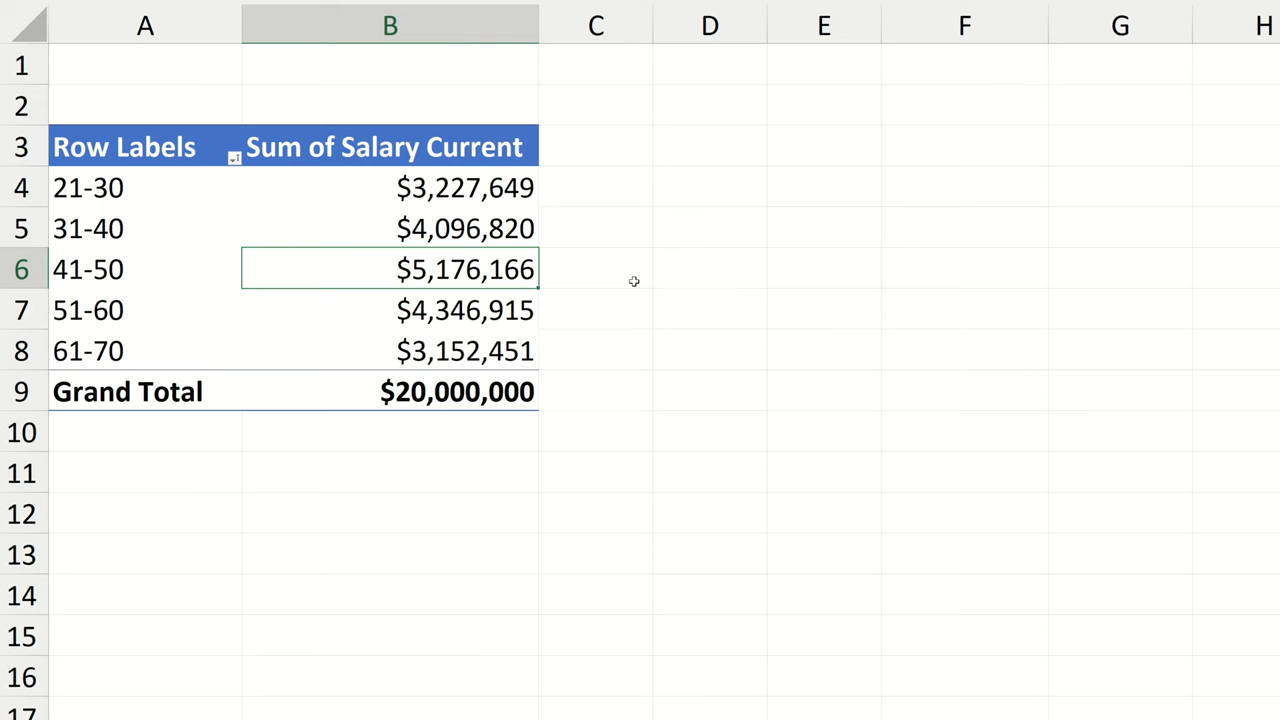 A B C D E F G H
1
2
3 Row Labels Sum of Salary Current
4 21-30 $3,227,649
5 31-40 $4,096,820
6 41-50 $5,176,166
7 51-60 $4,346,915
8 61-70 $3,152,451
9 Grand Total $20,000,000
10
11
12
13
14
15
16
17